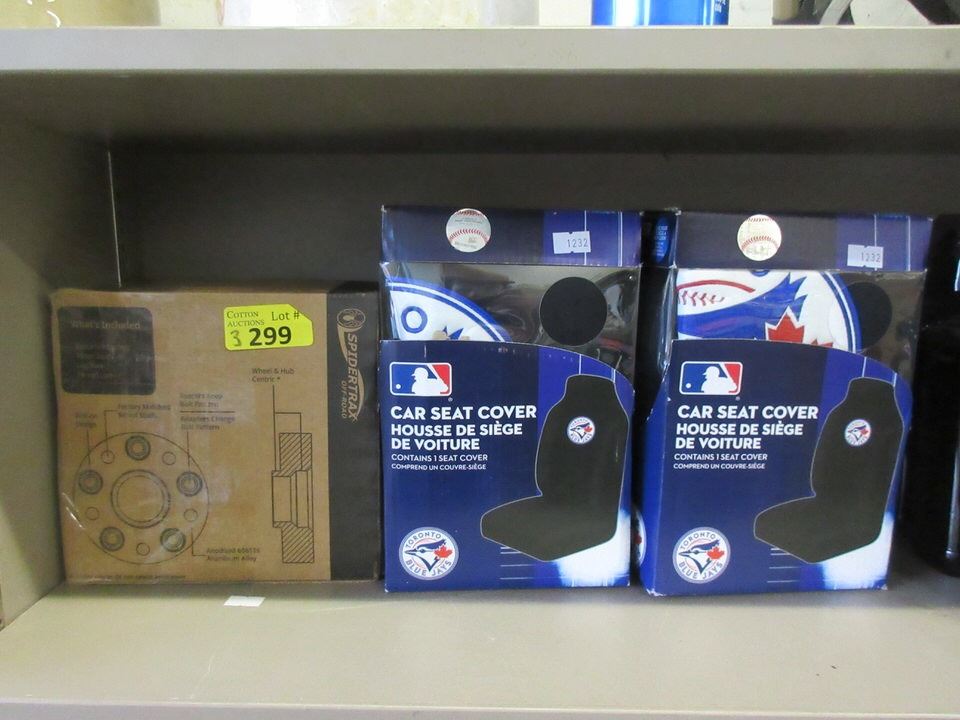 What's Included
COTTON
AUCTIONS
Lot #
3 299
SPIDERTRAX
OFF-ROAD
Wheel & Hub
Centric *
Anodized 6061T6
Aluminum Alloy
1232
CAR SEAT COVER
HOUSSE DE SIÈGE
DE VOITURE
CONTAINS 1 SEAT COVER
COMPREND UN COUVRE-SIÈGE
TORONTO
BLUE JAYS
1232
CAR SEAT COVER
HOUSSE DE SIÈGE
DE VOITURE
CONTAINS 1 SEAT COVER
COMPREND UN COUVRE-SIÈGE
TORONTO
BLUE JAYS